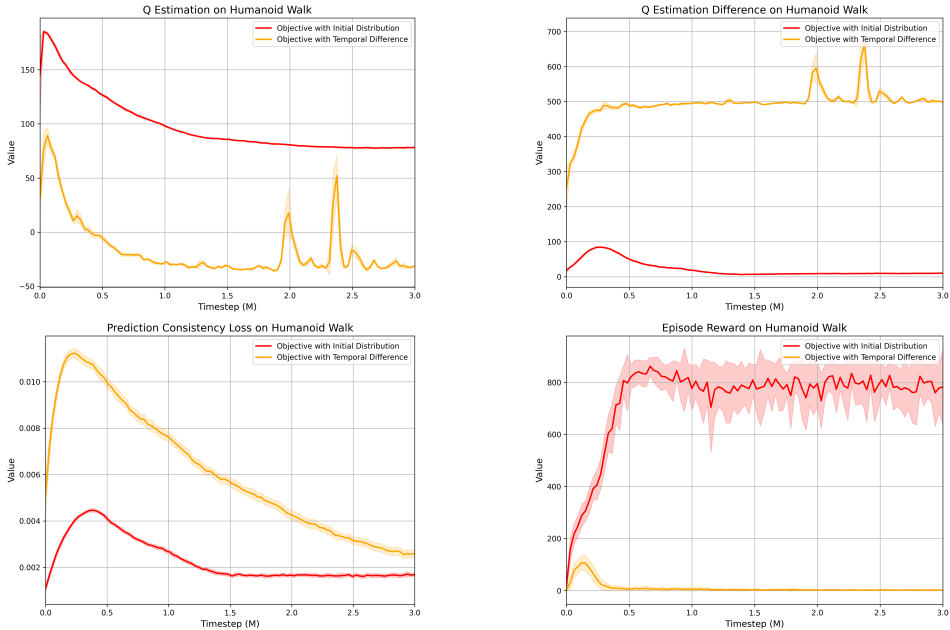 Q Estimation on Humanoid Walk
Objective with Initial Distribution
Objective with Temporal Difference
Value
150
100
50
0
−50
0.0 0.5 1.0 1.5 2.0 2.5 3.0
Timestep (M)
Q Estimation Difference on Humanoid Walk
Objective with Initial Distribution
Objective with Temporal Difference
Value
700
600
500
400
300
200
100
0
0.0 0.5 1.0 1.5 2.0 2.5 3.0
Timestep (M)
Prediction Consistency Loss on Humanoid Walk
Objective with Initial Distribution
Objective with Temporal Difference
Value
0.010
0.008
0.006
0.004
0.002
0.0 0.5 1.0 1.5 2.0 2.5 3.0
Timestep (M)
Episode Reward on Humanoid Walk
Objective with Initial Distribution
Objective with Temporal Difference
Value
800
600
400
200
0
0.0 0.5 1.0 1.5 2.0 2.5 3.0
Timestep (M)